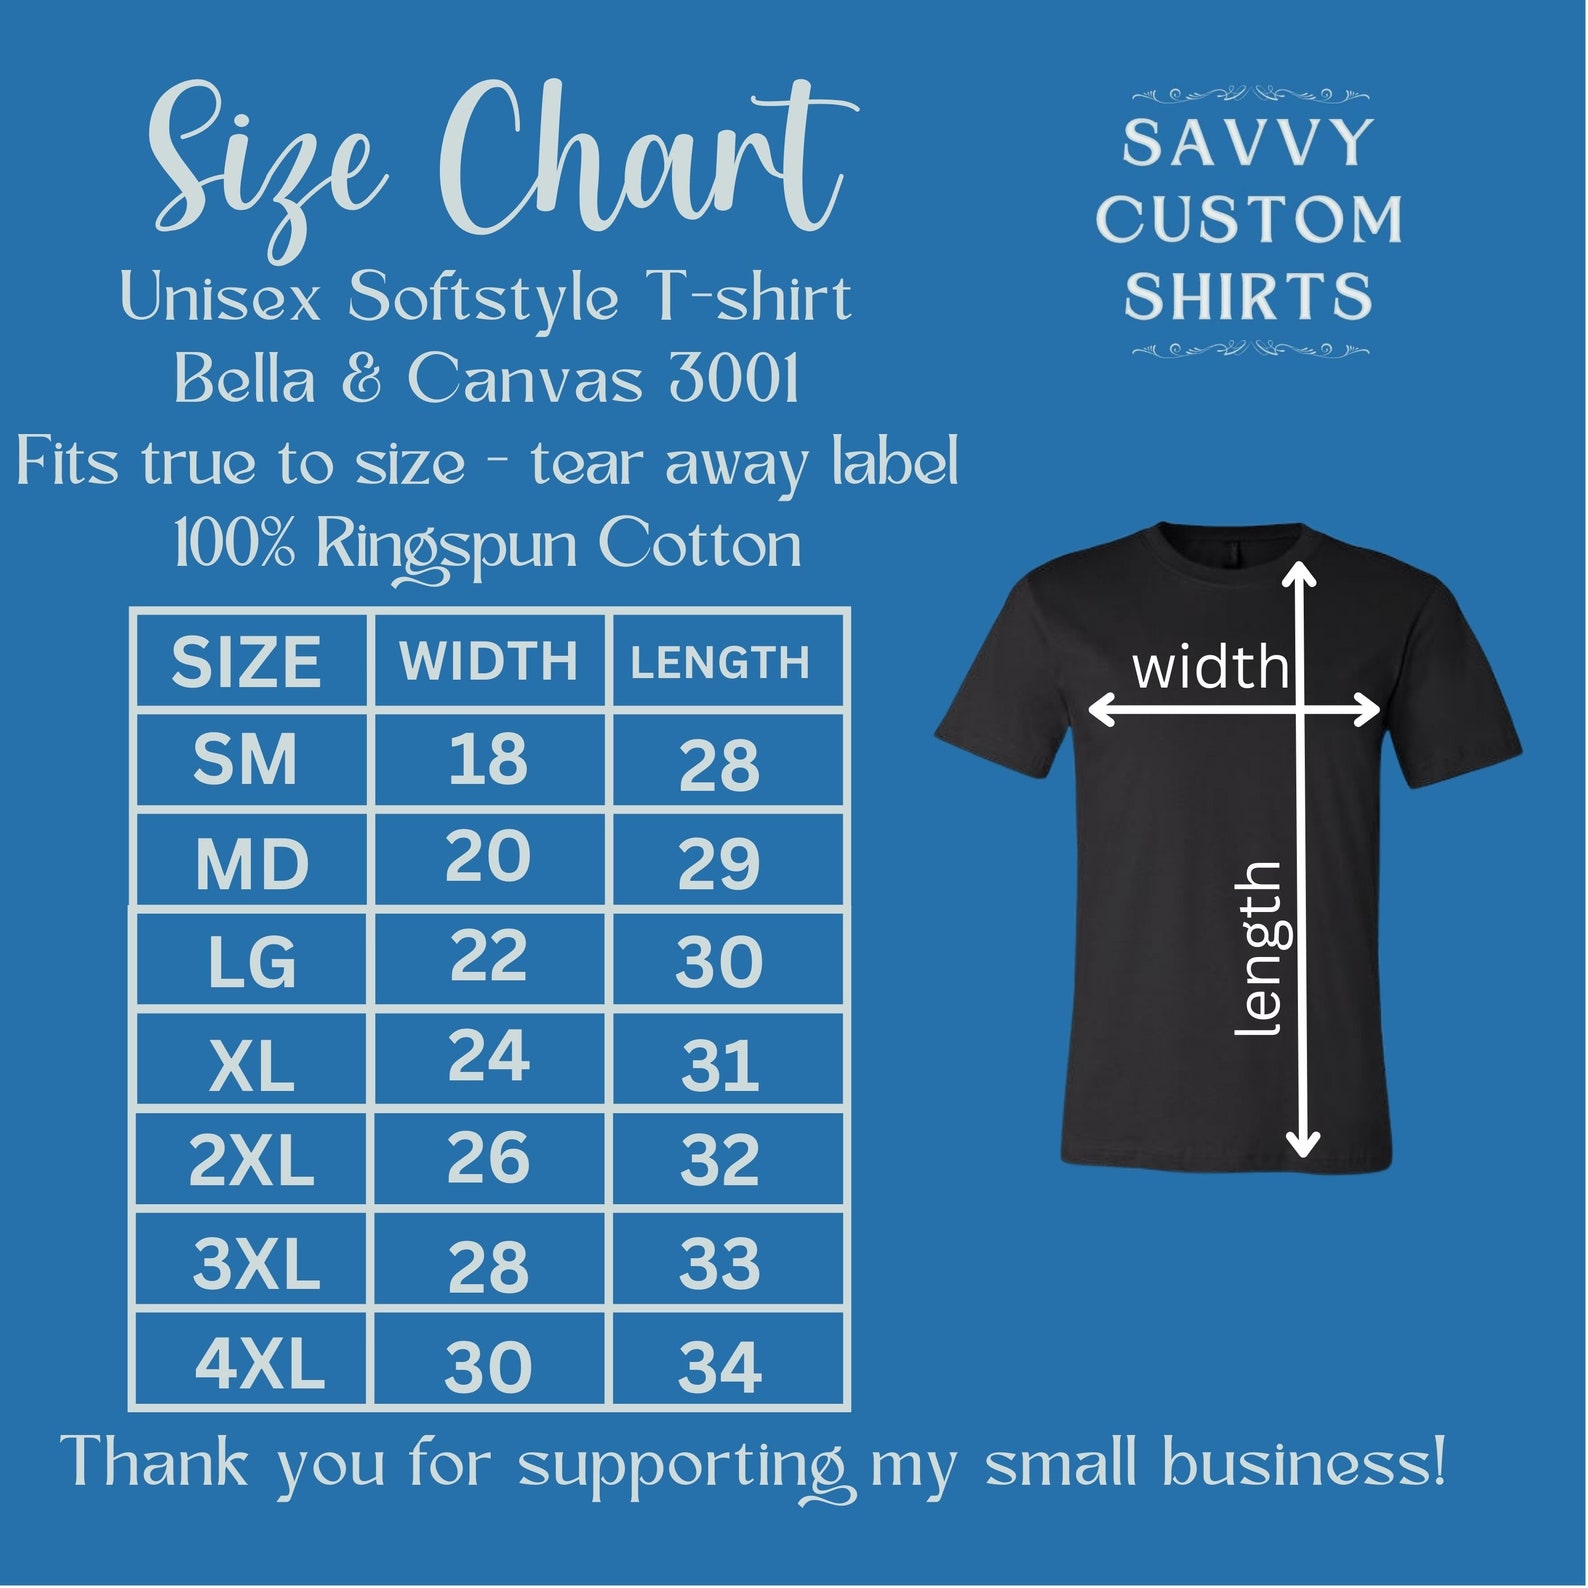 Size Chart
Unisex Softstyle T-shirt
Bella & Canvas 3001
Fits true to size - tear away label
100% Ringspun Cotton
SAVVY
CUSTOM
SHIRTS
SIZE WIDTH LENGTH
SM 18 28
MD 20 29
LG 22 30
XL 24 31
2XL 26 32
3XL 28 33
4XL 30 34
width
length
Thank you for supporting my small business!